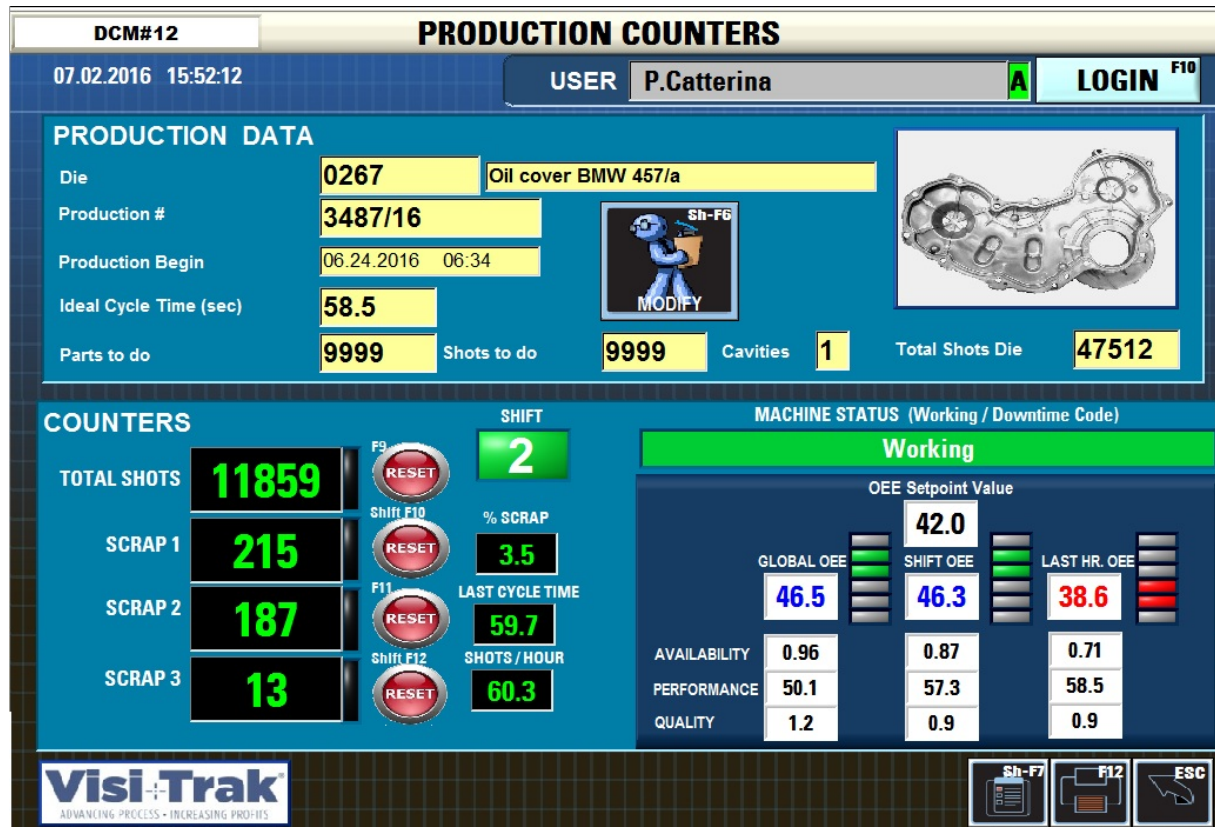 DCM#12
PRODUCTION COUNTERS
07.02.2016 15:52:12
USER P.Catterina A LOGIN F10
PRODUCTION DATA
Die 0267 Oil cover BMW 457/a
Production # 3487/16
Sh-F6
MODIFY
Production Begin 06.24.2016 06:34
Ideal Cycle Time (sec) 58.5
Parts to do 9999 Shots to do 9999 Cavities 1 Total Shots Die 47512
COUNTERS
TOTAL SHOTS 11859 F9 RESET
SCRAP 1 215 Shift F10 RESET
SCRAP 2 187 F11 RESET
SCRAP 3 13 Shift F12 RESET
SHIFT
2
% SCRAP
3.5
LAST CYCLE TIME
59.7
SHOTS/HOUR
60.3
MACHINE STATUS (Working / Downtime Code)
Working
OEE Setpoint Value
42.0
GLOBAL OEE SHIFT OEE LAST HR. OEE
46.5 46.3 38.6
AVAILABILITY 0.96 0.87 0.71
PERFORMANCE 50.1 57.3 58.5
QUALITY 1.2 0.9 0.9
Visi-Trak
ADVANCING PROCESS • INCREASING PROFITS
Sh-F7 F12 ESC